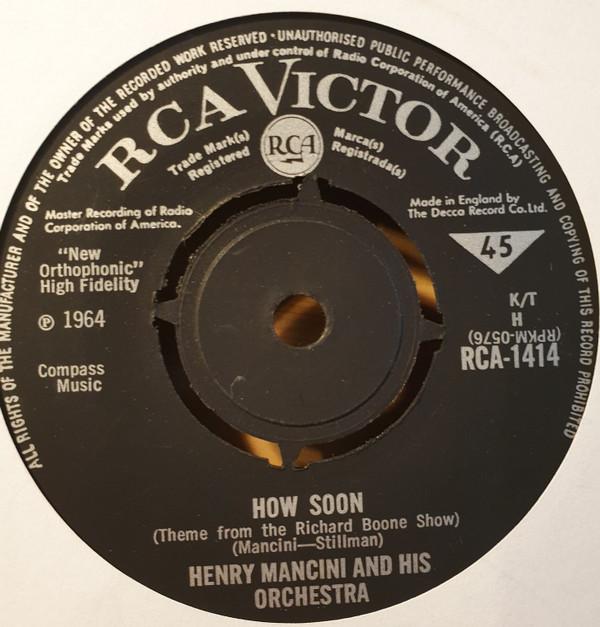 ALL RIGHTS OF THE MANUFACTURER AND OF THE OWNER OF THE RECORDED WORK RESERVED · UNAUTHORISED PUBLIC PERFORMANCE BROADCASTING AND COPYING OF THIS RECORD PROHIBITED
Trade Marks used by authority and under control of Radio Corporation of America (R.C.A)
RCA VICTOR
Trade Mark(s)
Registered
RCA
Marca(s)
Registrada(s)
Master Recording of Radio
Corporation of America.
Made in England by
The Decca Record Co. Ltd.
45
"New
Orthophonic"
High Fidelity
Ⓟ 1964
K/T
H
(RPKM-0576)
RCA-1414
Compass
Music
HOW SOON
(Theme from the Richard Boone Show)
(Mancini—Stillman)
HENRY MANCINI AND HIS
ORCHESTRA